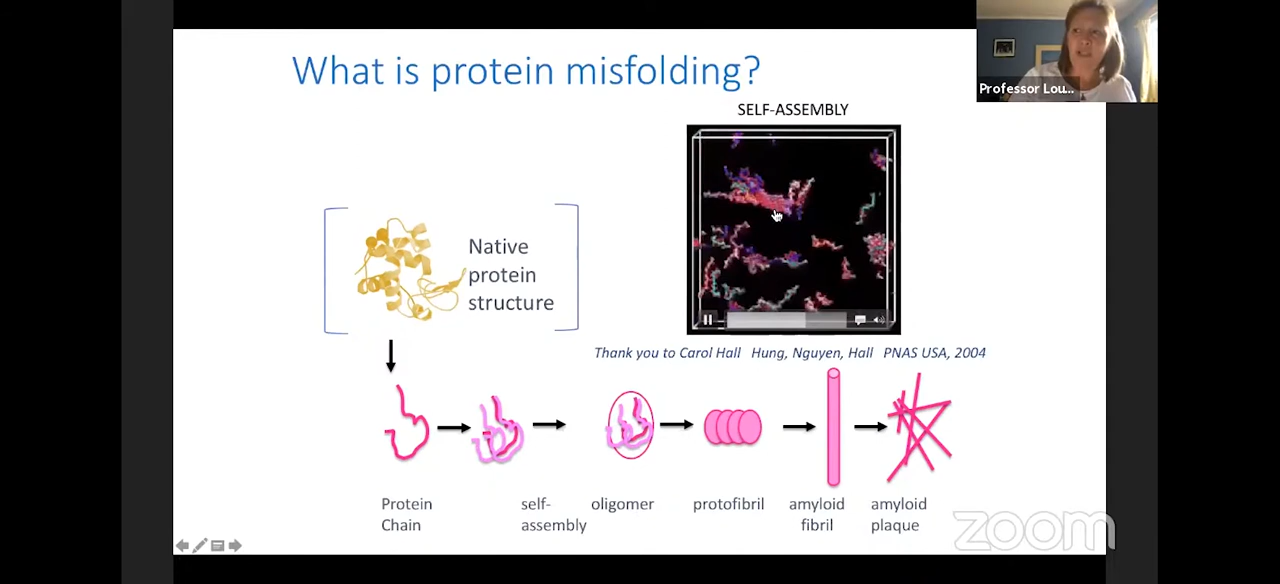 What is protein misfolding?
Professor Lou...
SELF-ASSEMBLY
Native
protein
structure
Thank you to Carol Hall Hung, Nguyen, Hall PNAS USA, 2004
Protein
Chain
self-
assembly
oligomer
protofibril
amyloid
fibril
amyloid
plaque
zoom